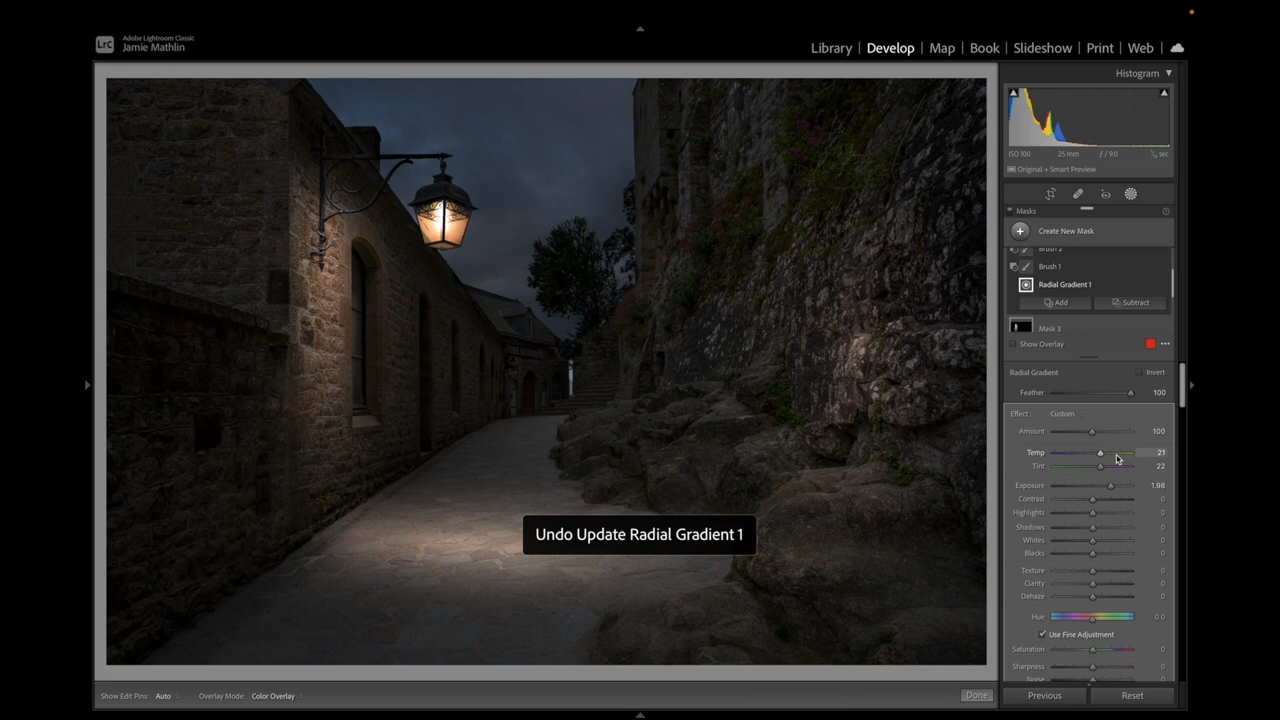 LrC
Adobe Lightroom Classic
Jamie Mathlin
Library | Develop | Map | Book | Slideshow | Print | Web |
Histogram
ISO 100 25 mm ƒ / 9.0 sec
Original + Smart Preview
Masks
Create New Mask
Brush 2
Brush 1
Radial Gradient 1
Add Subtract
Mask 3
Show Overlay
Radial Gradient Invert
Feather 100
Effect : Custom
Amount 100
Temp 21
Tint 22
Exposure 1.98
Contrast 0
Highlights 0
Shadows 0
Whites 0
Blacks 0
Texture 0
Clarity 0
Dehaze 0
Hue 0.0
Use Fine Adjustment
Saturation 0
Sharpness 0
Noise
Undo Update Radial Gradient 1
Show Edit Pins: Auto Overlay Mode: Color Overlay Done
Previous Reset